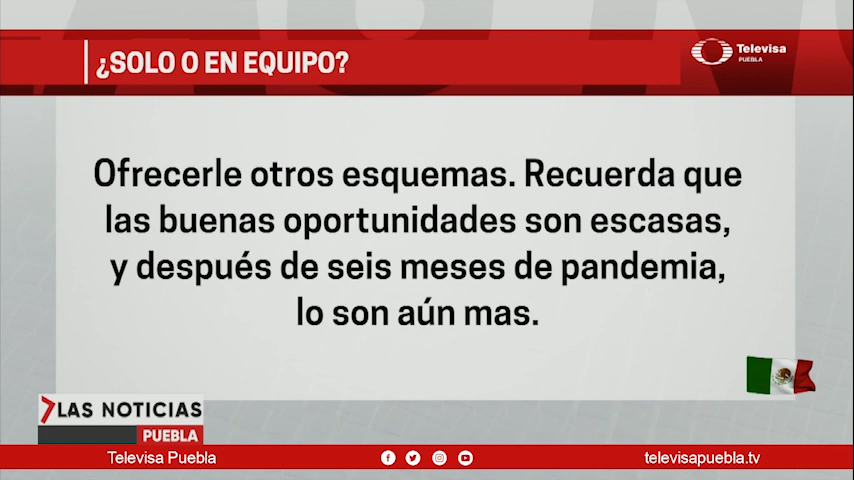 ¿SOLO O EN EQUIPO?
Televisa
PUEBLA
Ofrecerle otros esquemas. Recuerda que
las buenas oportunidades son escasas,
y después de seis meses de pandemia,
lo son aún mas.
LAS NOTICIAS
PUEBLA
Televisa Puebla
televisapuebla.tv